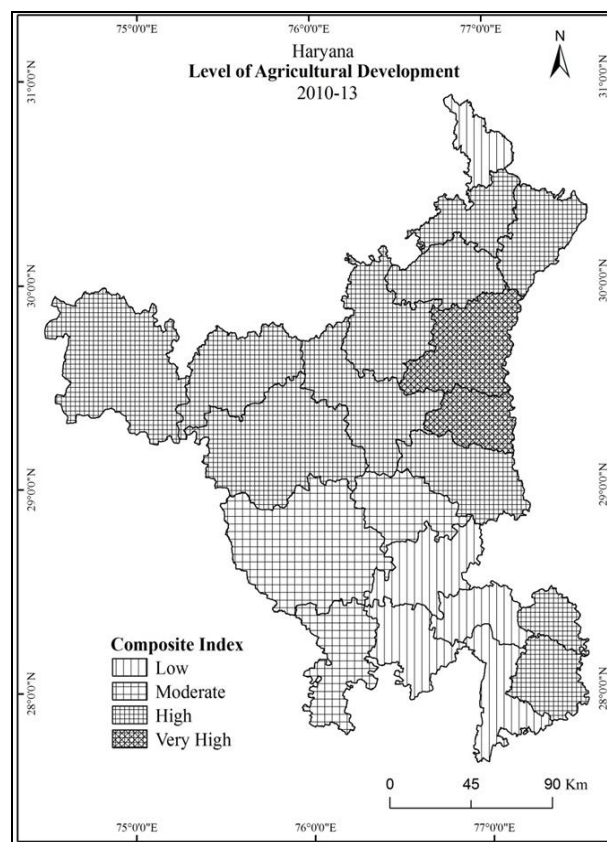 75°0'0"E 76°0'0"E 77°0'0"E
Haryana
Level of Agricultural Development
2010-13
N
31°0'0"N 31°0'0"N
30°0'0"N 30°0'0"N
29°0'0"N 29°0'0"N
28°0'0"N 28°0'0"N
Composite Index
Low
Moderate
High
Very High
0 45 90 Km
75°0'0"E 76°0'0"E 77°0'0"E